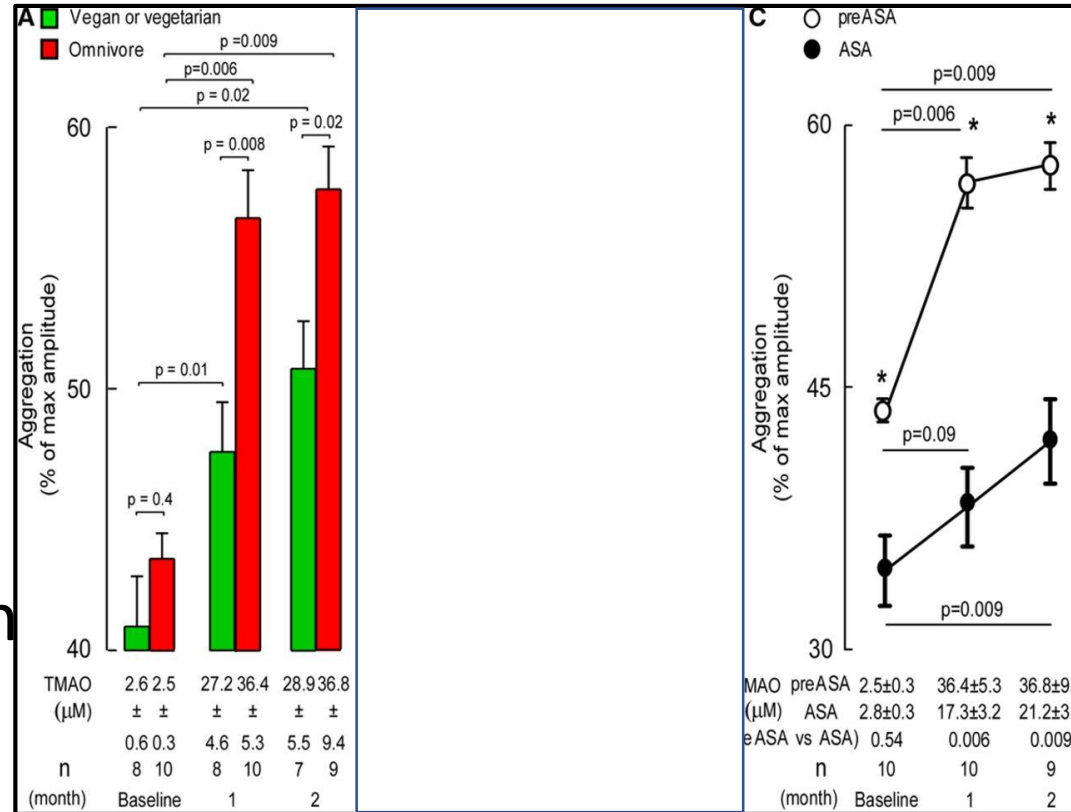 A Vegan or vegetarian
Omnivore
p =0.009
p=0.006
p = 0.02
p = 0.02
p = 0.008
p = 0.01
p = 0.4
60
50
40
Aggregation
(% of max amplitude)
TMAO 2.6 2.5 27.2 36.4 28.9 36.8
(µM) ± ± ± ± ± ±
0.6 0.3 4.6 5.3 5.5 9.4
n 8 10 8 10 7 9
(month) Baseline 1 2
C preASA
ASA
p=0.009
p=0.006
*
*
*
p=0.09
p=0.009
60
45
30
Aggregation
(% of max amplitude)
MAO preASA 2.5±0.3 36.4±5.3 36.8±9.
(µM) ASA 2.8±0.3 17.3±3.2 21.2±3
eASA vs ASA) 0.54 0.006 0.009
n 10 10 9
(month) Baseline 1 2